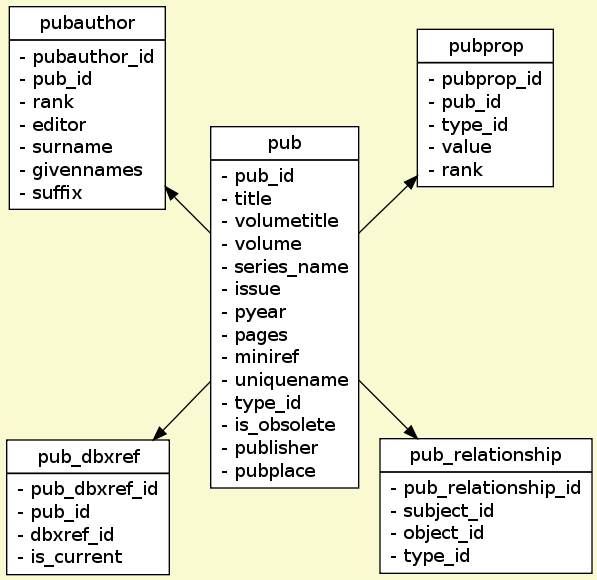 pubauthor
- pubauthor_id
- pub_id
- rank
- editor
- surname
- givennames
- suffix
pubprop
- pubprop_id
- pub_id
- type_id
- value
- rank
pub
- pub_id
- title
- volumetitle
- volume
- series_name
- issue
- pyear
- pages
- miniref
- uniquename
- type_id
- is_obsolete
- publisher
- pubplace
pub_dbxref
- pub_dbxref_id
- pub_id
- dbxref_id
- is_current
pub_relationship
- pub_relationship_id
- subject_id
- object_id
- type_id